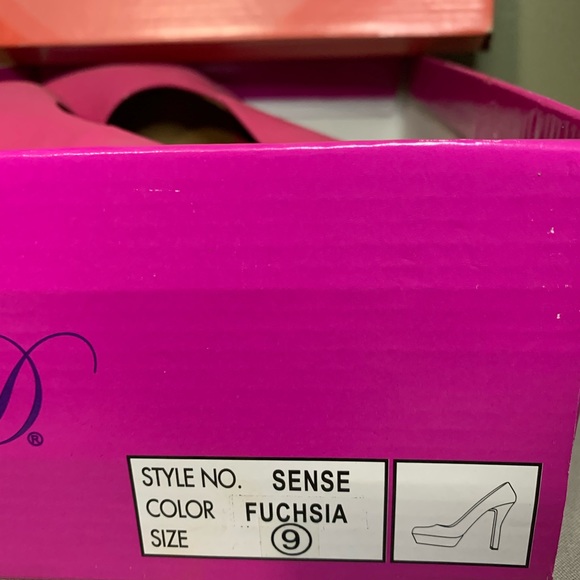 D®
STYLE NO. SENSE
COLOR FUCHSIA
SIZE 9